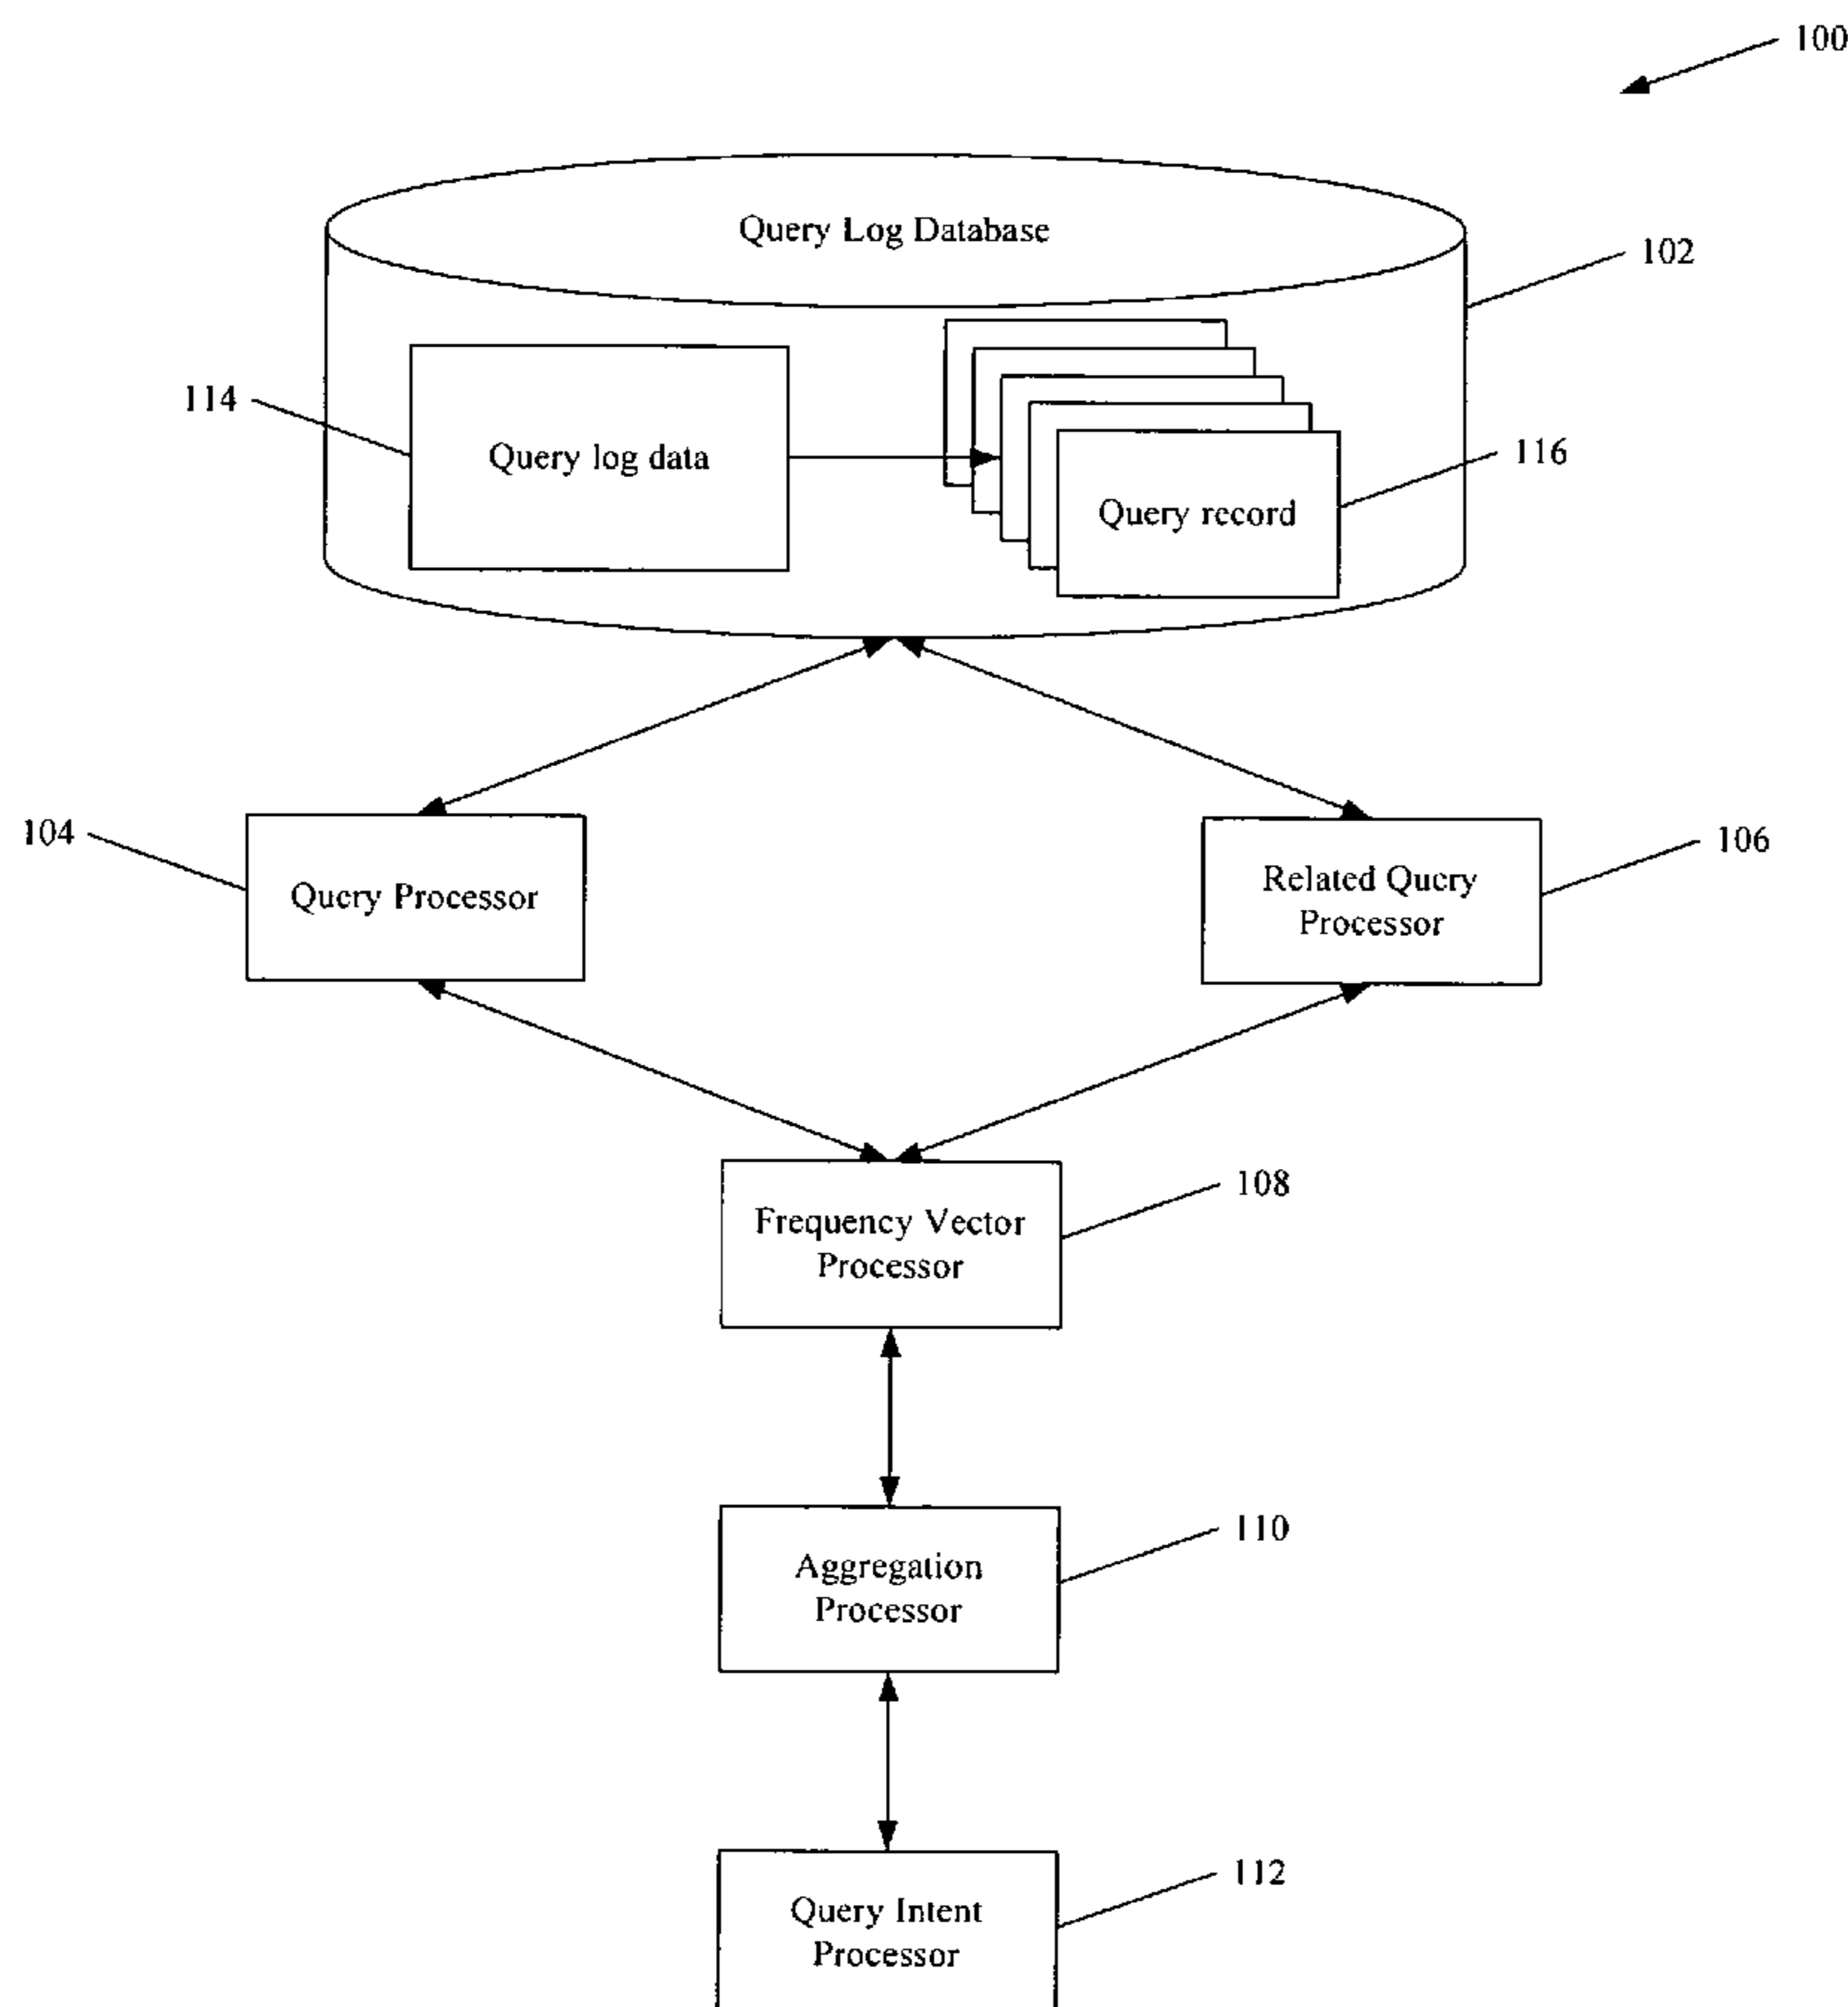 100
Query Log Database
102
114
Query log data
116
Query record
104
Query Processor
Related Query
Processor
106
Frequency Vector
Processor
108
Aggregation
Processor
110
Query Intent
Processor
112